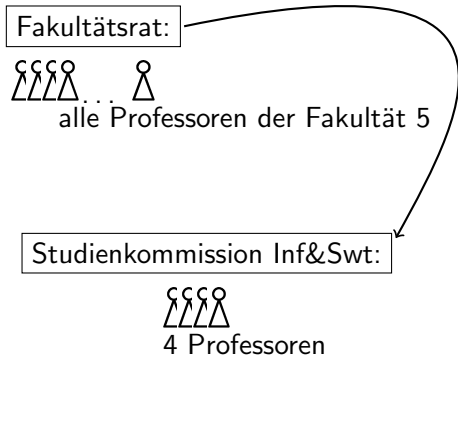 Fakultätsrat:
...
alle Professoren der Fakultät 5
Studienkommission Inf&Swt:
4 Professoren